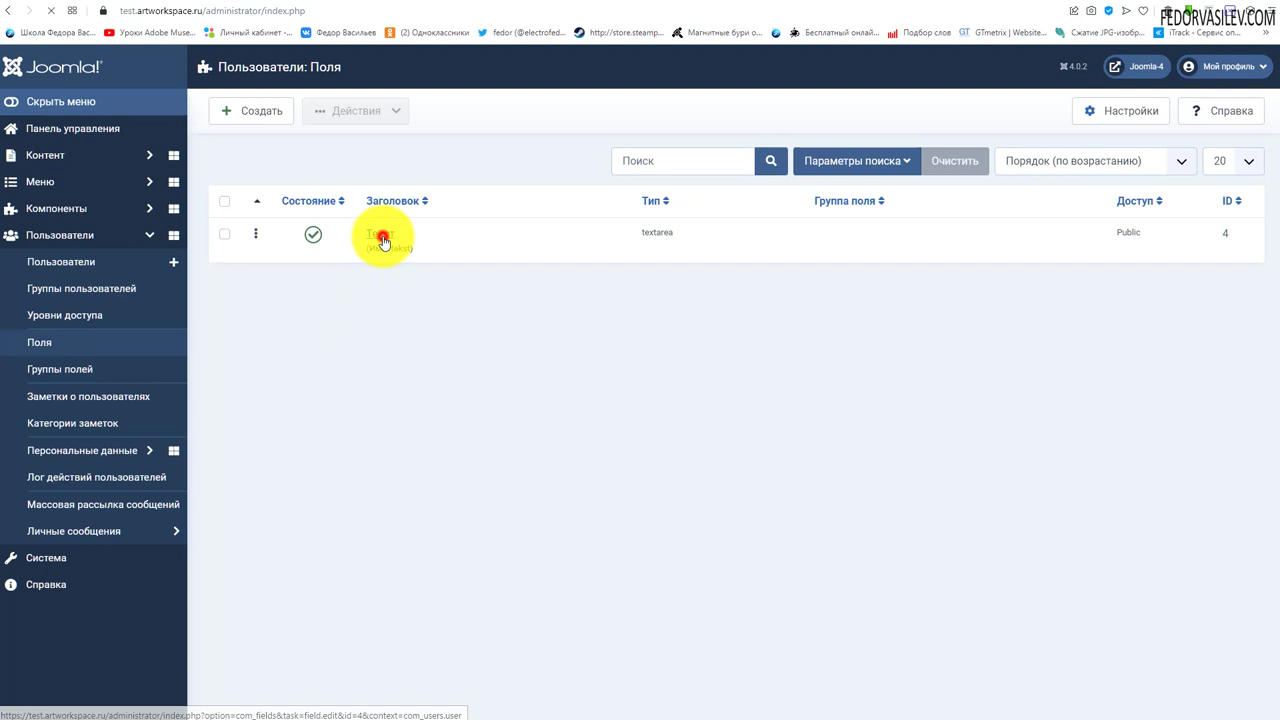 test.artworkspace.ru/administrator/index.php
FEDORVASILEV.COM
Школа Федора Вас...
Уроки Adobe Muse...
Личный кабинет -...
Федор Васильев
(2) Одноклассники
fedor (@electrofed...
http://store.steamp...
Магнитные бури о...
Бесплатный онлай...
Подбор слов
GTmetrix | Website...
Сжатие JPG-изобр...
iTrack - Сервис оп...
Joomla!
Пользователи: Поля
4.0.2
Joomla-4
Мой профиль
Скрыть меню
Создать
Действия
Настройки
Справка
Панель управления
Контент
Меню
Компоненты
Пользователи
Пользователи
Группы пользователей
Уровни доступа
Поля
Группы полей
Заметки о пользователях
Категории заметок
Персональные данные
Лог действий пользователей
Массовая рассылка сообщений
Личные сообщения
Система
Справка
Поиск
Параметры поиска
Очистить
Порядок (по возрастанию)
20
Состояние
Заголовок
Тип
Группа поля
Доступ
ID
textarea
Public
4
https://test.artworkspace.ru/administrator/index.php?option=com_fields&task=field.edit&id=4&context=com_users.user